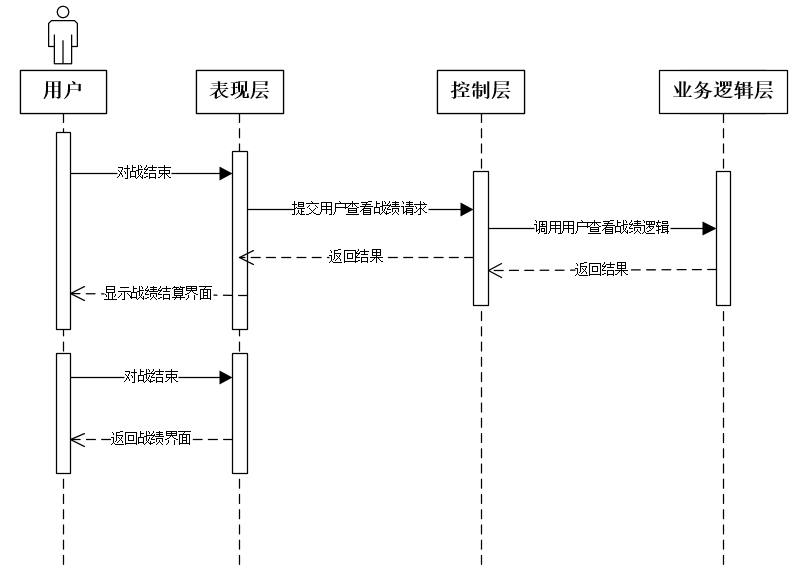 用户
表现层
控制层
业务逻辑层
对战结束
提交用户查看战绩请求
调用用户查看战绩逻辑
返回结果
返回结果
显示战绩结算界面
对战结束
返回战绩界面